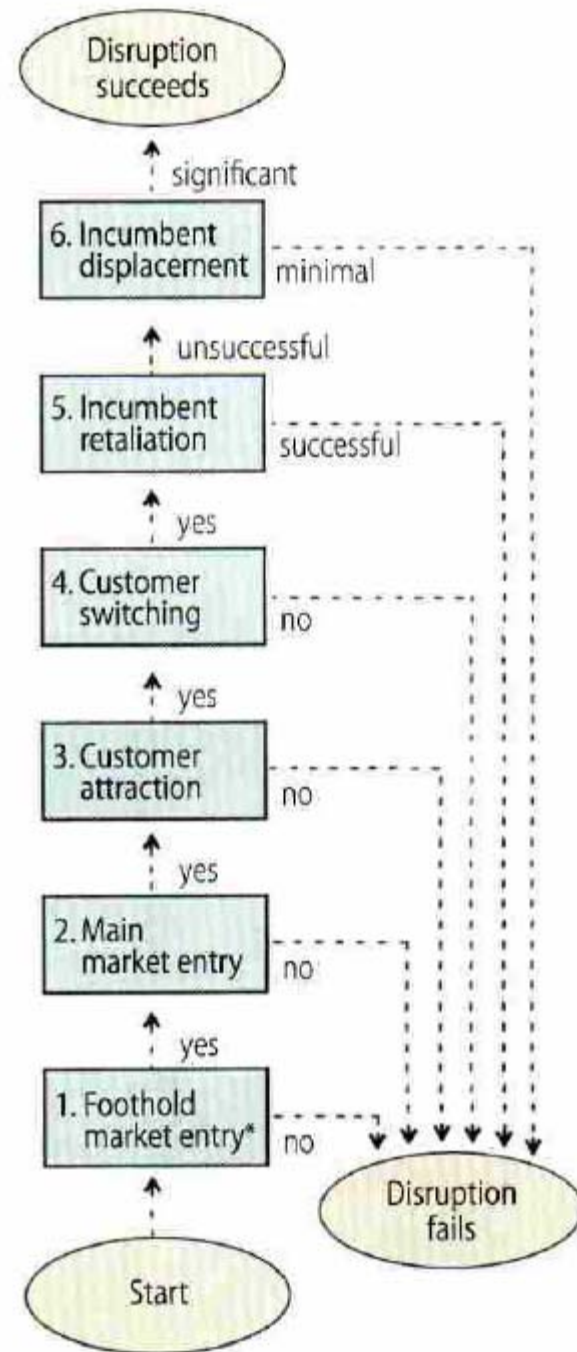 Disruption
succeeds
significant
6. Incumbent
displacement
minimal
unsuccessful
5. Incumbent
retaliation
successful
yes
4. Customer
switching
no
yes
3. Customer
attraction
no
yes
2. Main
market entry
no
yes
1. Foothold
market entry*
no
Disruption
fails
Start